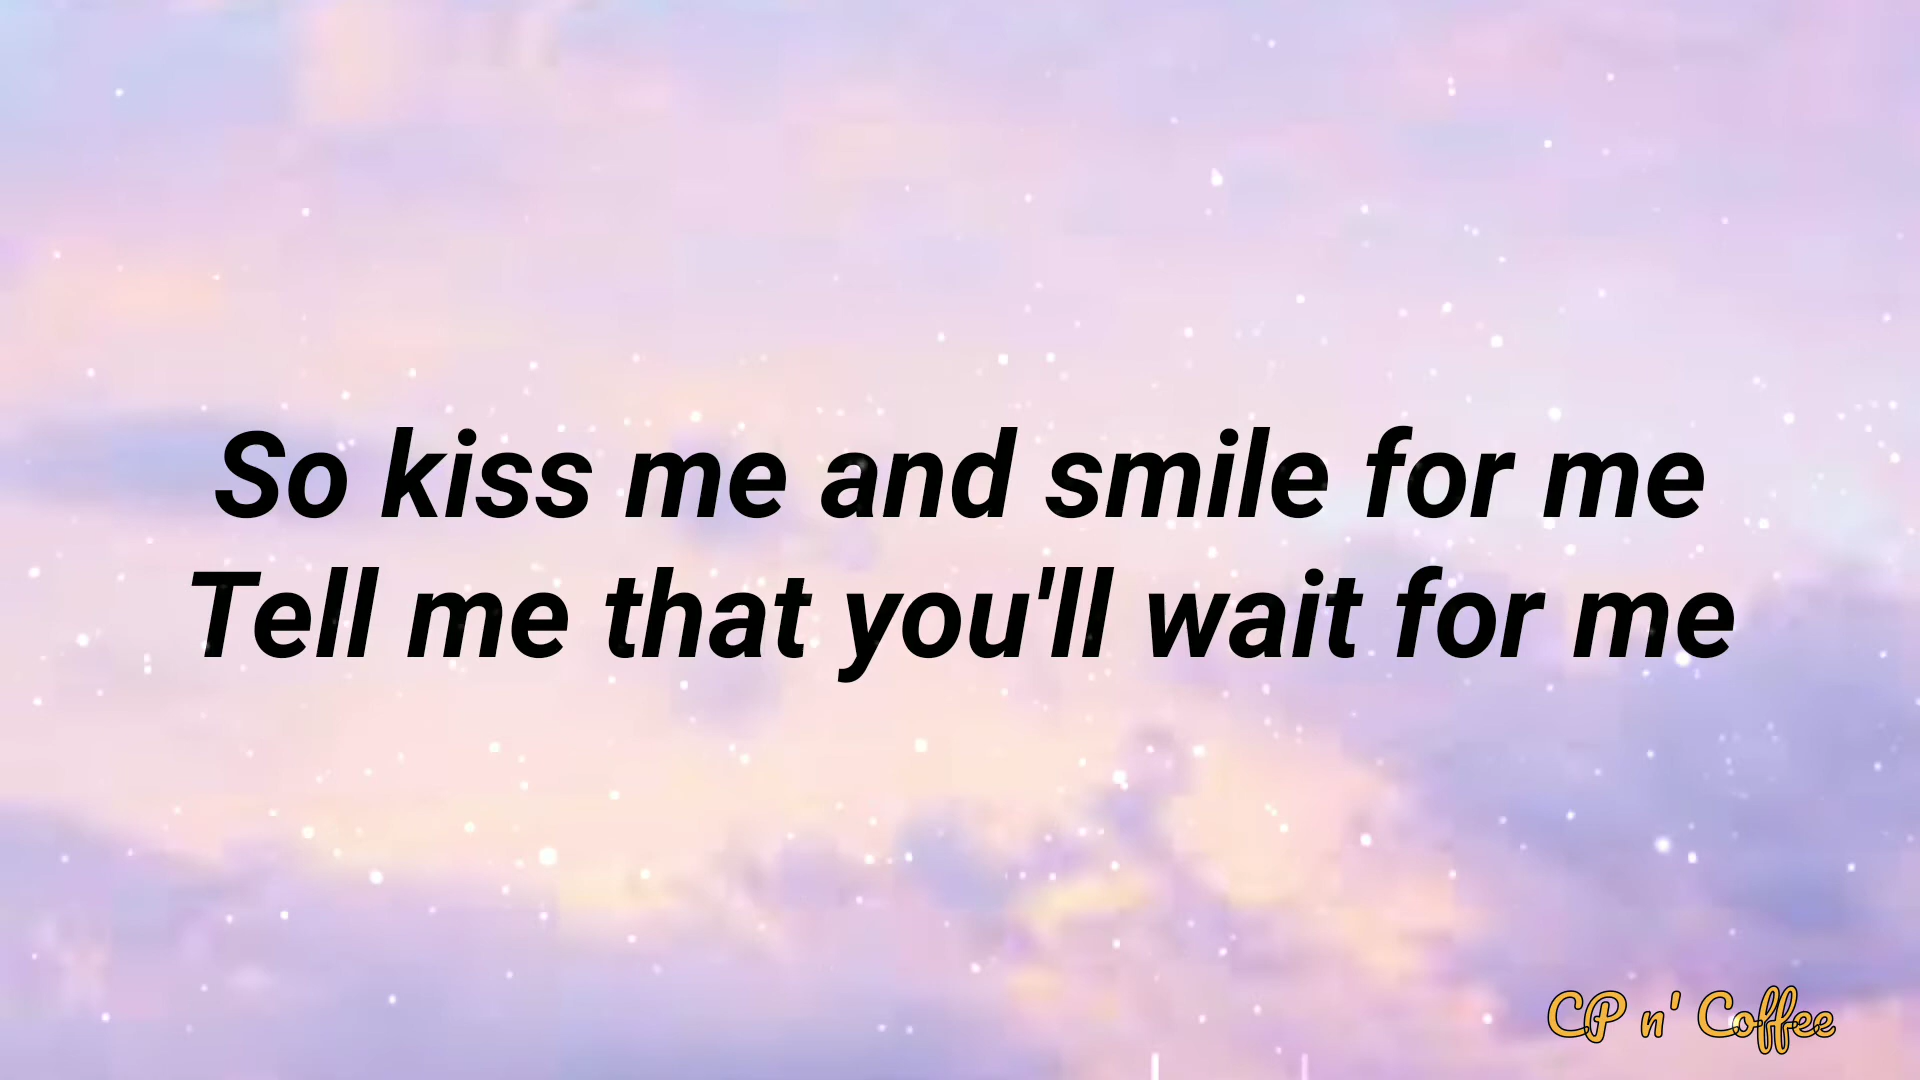 So kiss me and smile for me
Tell me that you'll wait for me
CP n' Coffee